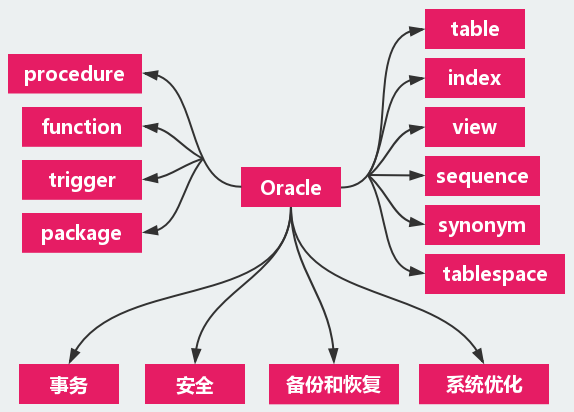 table
procedure
index
function
view
trigger
Oracle
sequence
package
synonym
tablespace
事务
安全
备份和恢复
系统优化